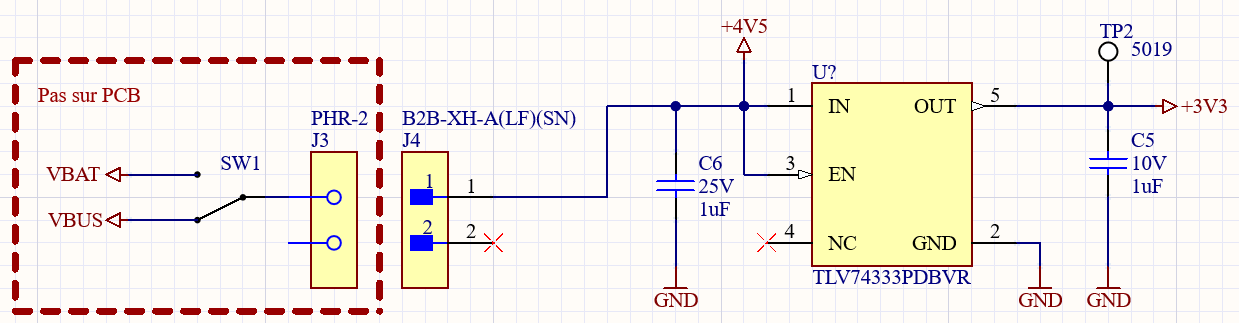 Pas sur PCB
VBAT
VBUS
SW1
PHR-2
J3
B2B-XH-A(LF)(SN)
J4
1
1
2
2
+4V5
C6
25V
1uF
GND
U?
1
IN
OUT
5
3
EN
4
NC
GND
2
TLV74333PDBVR
GND
TP2
5019
+3V3
C5
10V
1uF
GND